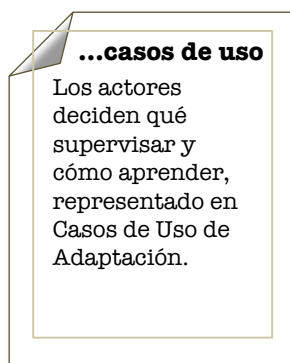 ...casos de uso
Los actores
deciden qué
supervisar y
cómo aprender,
representado en
Casos de Uso de
Adaptación.